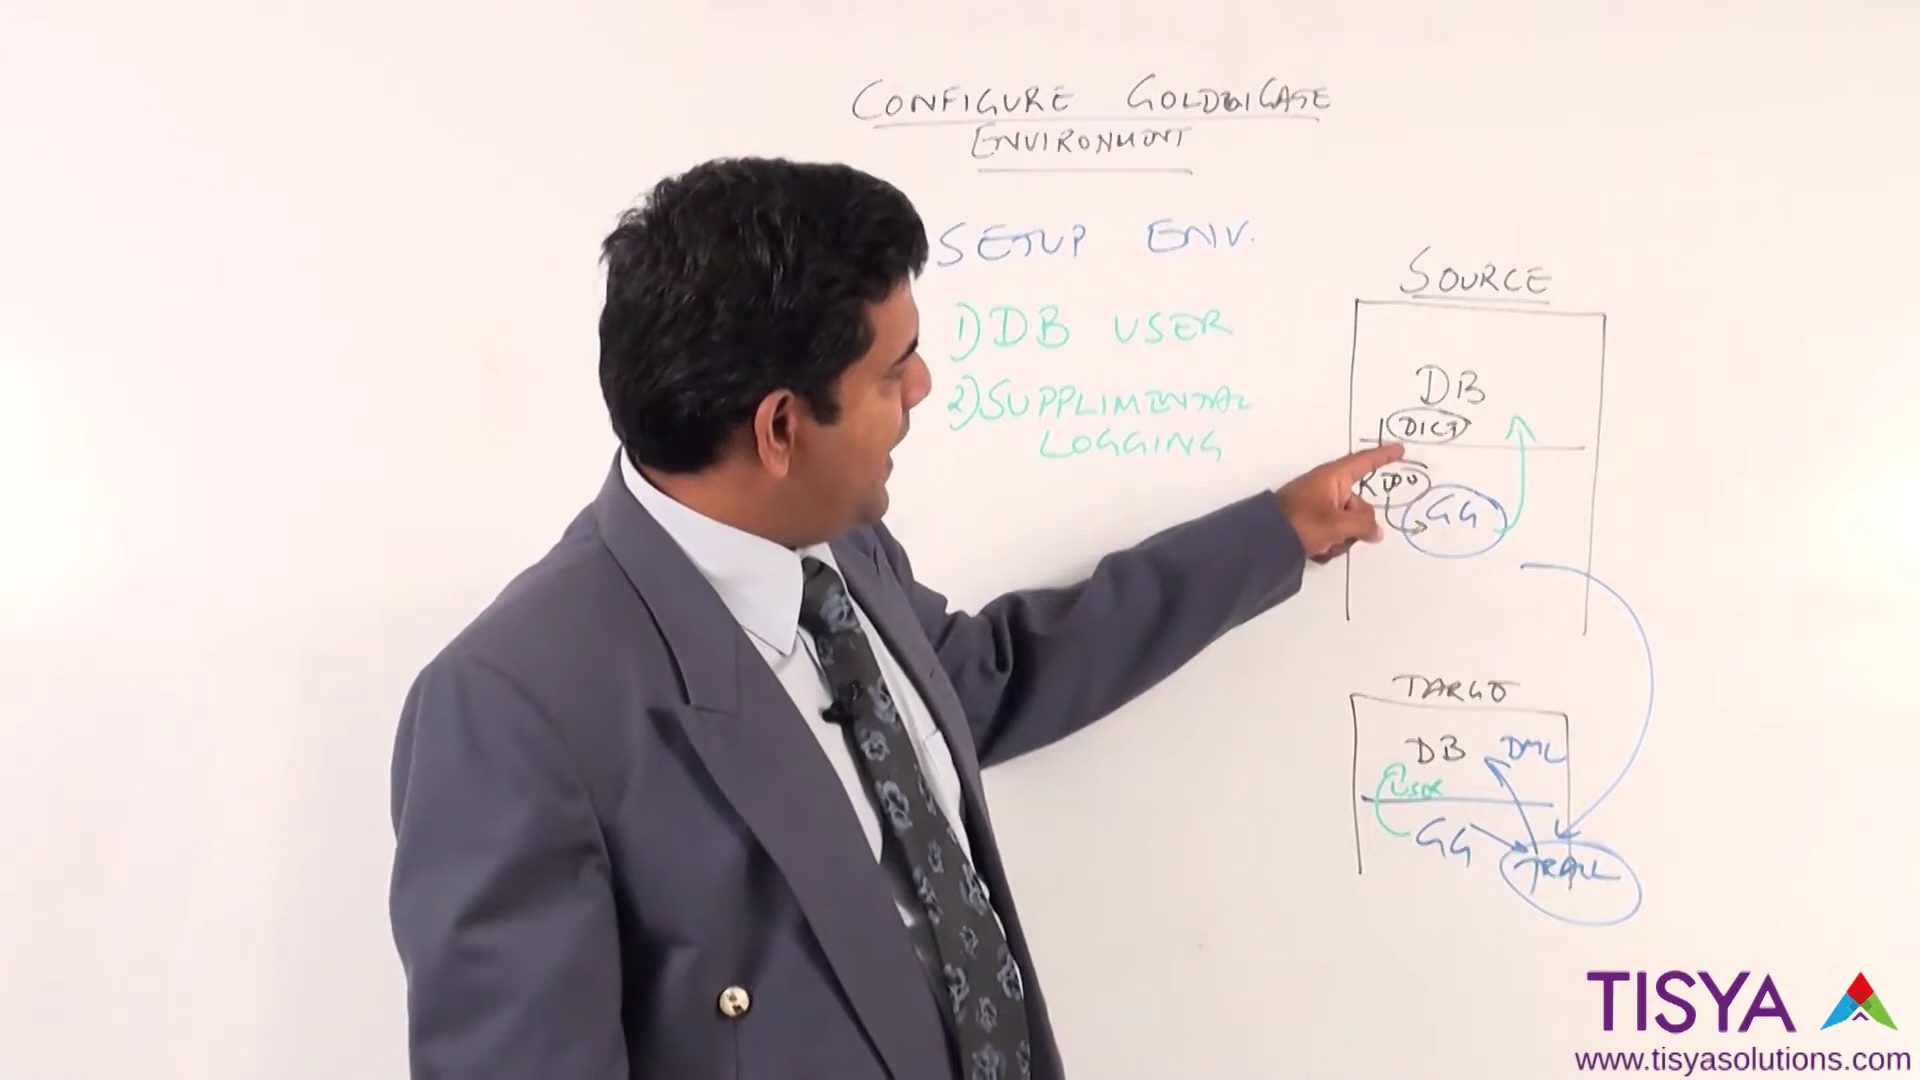 CONFIGURE GOLDENGATE
ENVIRONMENT
SETUP ENV.
1) DB USER
2) SUPPLIMENTAL
LOGGING
SOURCE
DB
DICT
REDO
GG
TARGET
DB DML
USER
GG
TRAIL
TISYA
www.tisyasolutions.com